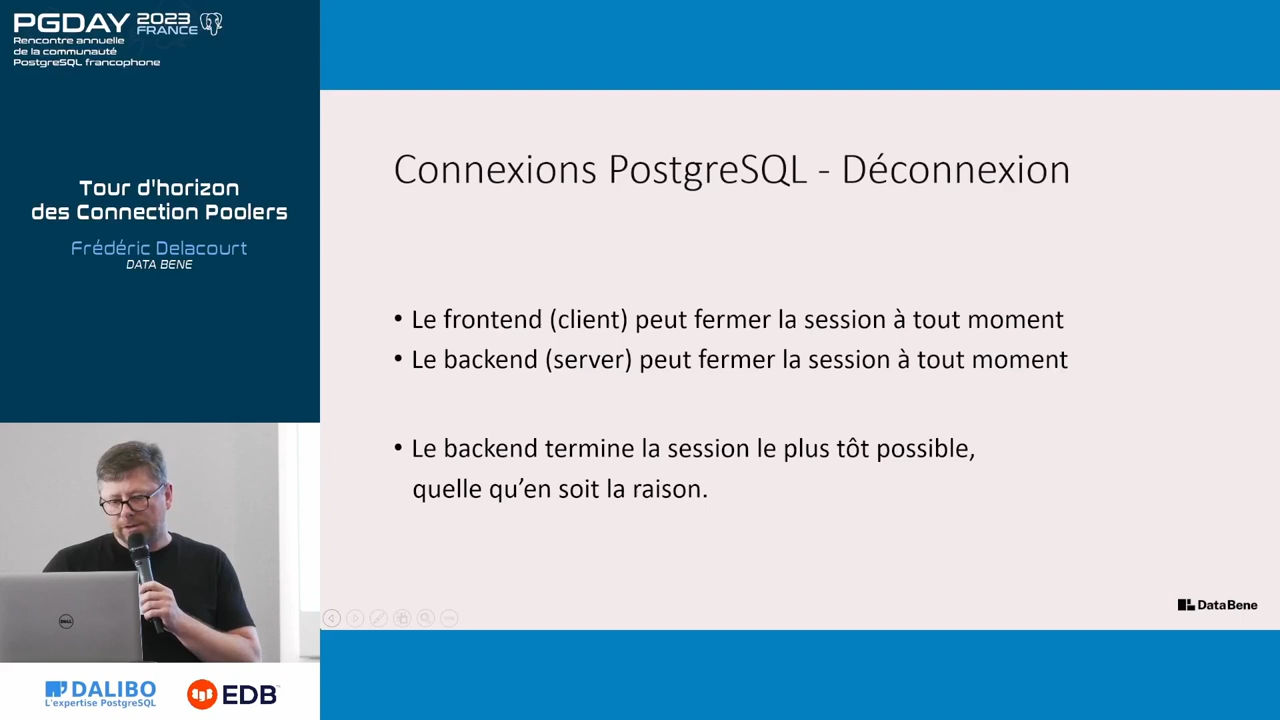 PGDAY 2023 FRANCE
Rencontre annuelle
de la communauté
PostgreSQL francophone
Tour d'horizon
des Connection Poolers
Frédéric Delacourt
DATA BENE
Connexions PostgreSQL - Déconnexion
• Le frontend (client) peut fermer la session à tout moment
• Le backend (server) peut fermer la session à tout moment
• Le backend termine la session le plus tôt possible,
quelle qu’en soit la raison.
Data Bene
DELL
DALIBO
L'expertise PostgreSQL
EDB